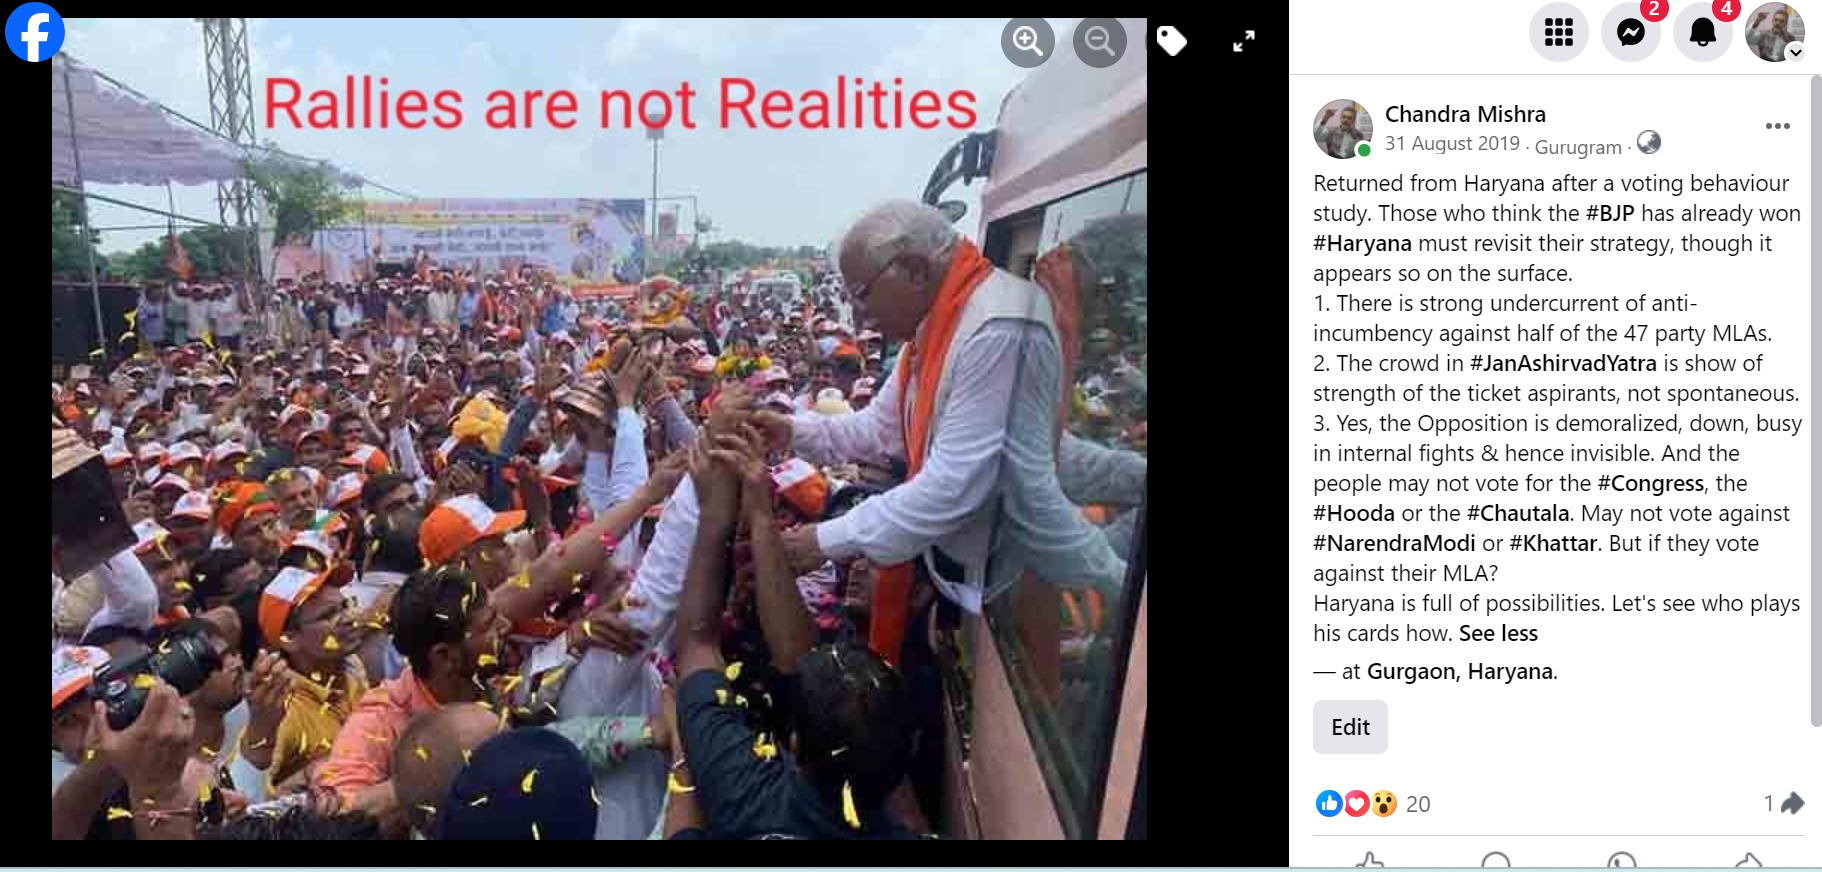 Rallies are not Realities
2
4
Chandra Mishra
31 August 2019 · Gurugram ·
Returned from Haryana after a voting behaviour
study. Those who think the #BJP has already won
#Haryana must revisit their strategy, though it
appears so on the surface.
1. There is strong undercurrent of anti-
incumbency against half of the 47 party MLAs.
2. The crowd in #JanAshirvadYatra is show of
strength of the ticket aspirants, not spontaneous.
3. Yes, the Opposition is demoralized, down, busy
in internal fights & hence invisible. And the
people may not vote for the #Congress, the
#Hooda or the #Chautala. May not vote against
#NarendraModi or #Khattar. But if they vote
against their MLA?
Haryana is full of possibilities. Let's see who plays
his cards how. See less
— at Gurgaon, Haryana.
Edit
20
1